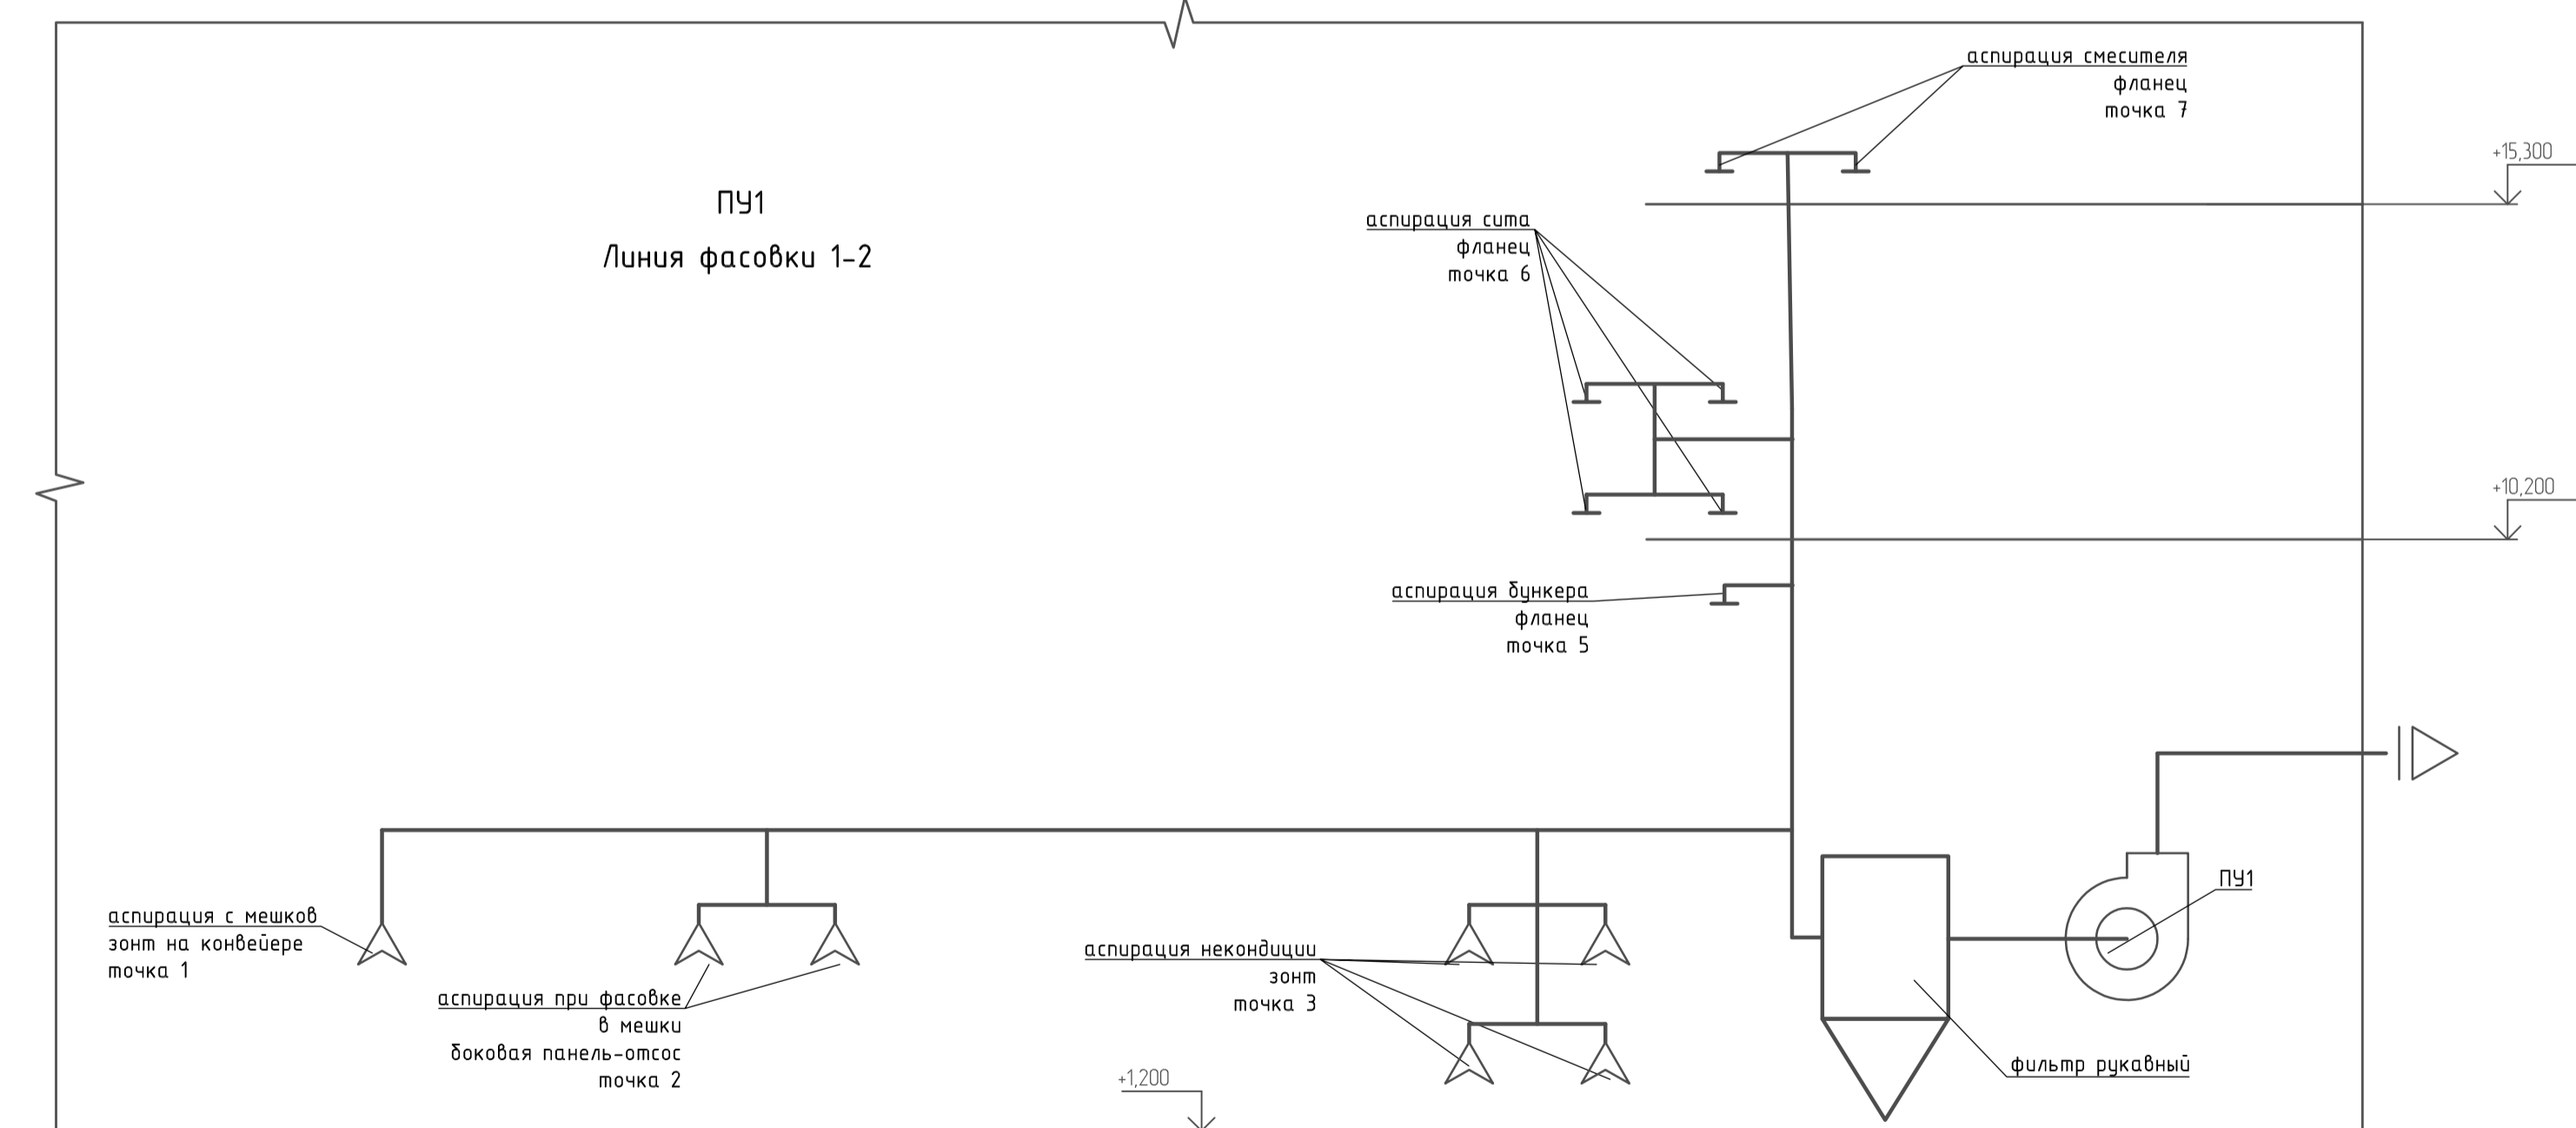 аспирация смесителя
фланец
точка 7
+15,300
ПУ1
Линия фасовки 1-2
аспирация сита
фланец
точка 6
+10,200
аспирация бункера
фланец
точка 5
ПУ1
аспирация с мешков
зонт на конвейере
точка 1
аспирация при фасовке
в мешки
боковая панель-отсос
точка 2
аспирация некондиции
зонт
точка 3
фильтр рукавный
+1,200